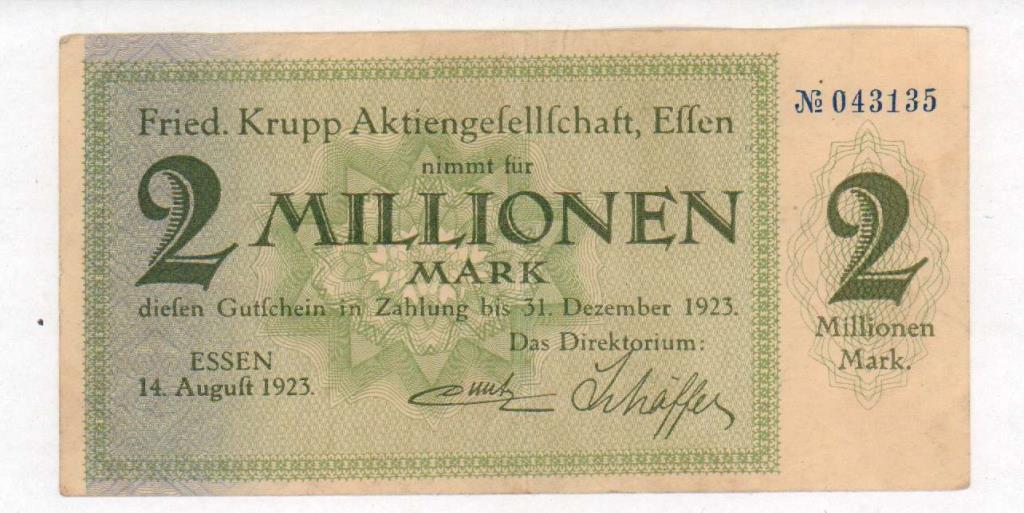 Fried. Krupp Aktiengeſellſchaft, Eſſen
nimmt für
2 MILLIONEN
MARK
dieſen Gutſchein in Zahlung bis 31. Dezember 1923.
Das Direktorium:
ESSEN
14. Auguſt 1923.
Schäffer
№ 043135
2
Millionen
Mark.